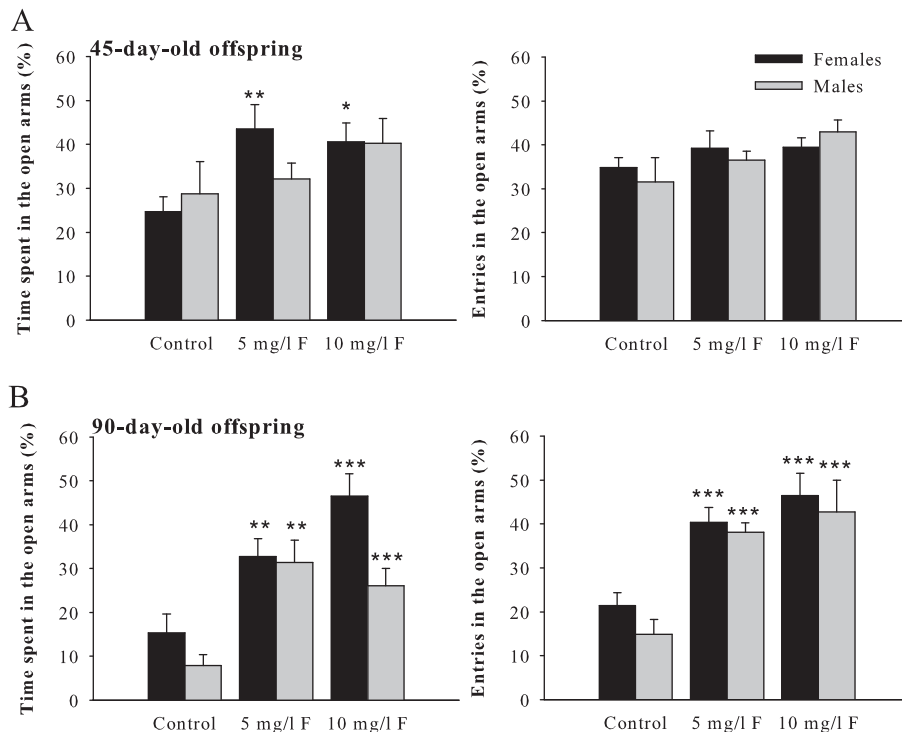 A
45-day-old offspring
Time spent in the open arms (%)
60
50
40
30
20
10
0
**
*
Control 5 mg/l F 10 mg/l F
Entries in the open arms (%)
60
50
40
30
20
10
0
Females
Males
Control 5 mg/l F 10 mg/l F
B
90-day-old offspring
Time spent in the open arms (%)
60
50
40
30
20
10
0
** ** *** ***
Control 5 mg/l F 10 mg/l F
Entries in the open arms (%)
60
50
40
30
20
10
0
*** *** *** ***
Control 5 mg/l F 10 mg/l F